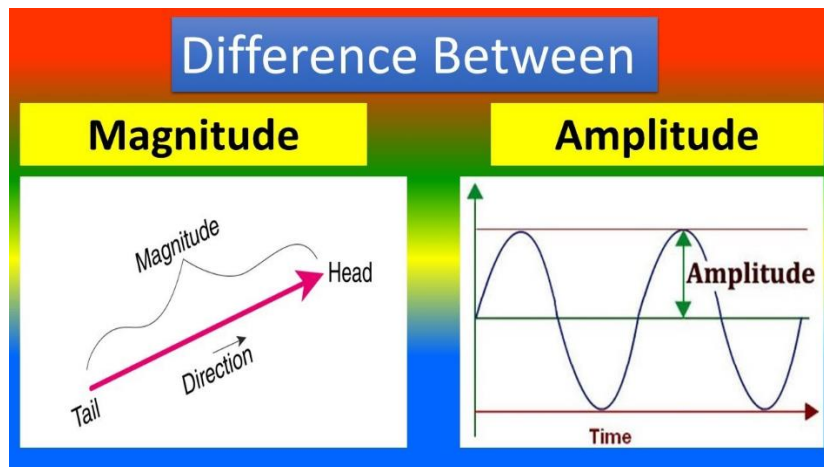 Difference Between
Magnitude
Amplitude
Magnitude
Head
Direction
Tail
Amplitude
Time